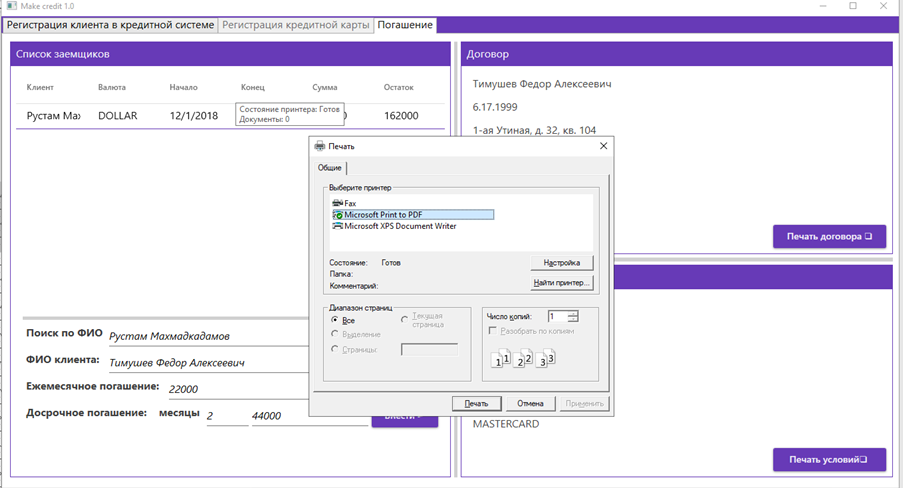 Make credit 1.0
Регистрация клиента в кредитной системе
Регистрация кредитной карты
Погашение
Список заемщиков
Клиент Валюта Начало Конец Сумма Остаток
Рустам Мах DOLLAR 12/1/2018 162000
Состояние принтера: Готов
Документы: 0
Поиск по ФИО Рустам Махмадкадамов
ФИО клиента: Тимушев Федор Алексеевич
Ежемесячное погашение: 22000
Досрочное погашение: месяцы 2 44000
Внести
Договор
Тимушев Федор Алексеевич
6.17.1999
1-ая Утиная, д. 32, кв. 104
Печать договора
MASTERCARD
Печать условий
Печать
Общие
Выберите принтер
Fax
Microsoft Print to PDF
Microsoft XPS Document Writer
Состояние: Готов
Папка:
Комментарий:
Настройка
Найти принтер...
Диапазон страниц
Все
Текущая страница
Выделение
Страницы:
Число копий: 1
Разобрать по копиям
1 1 2 2 3 3
Печать
Отмена
Применить